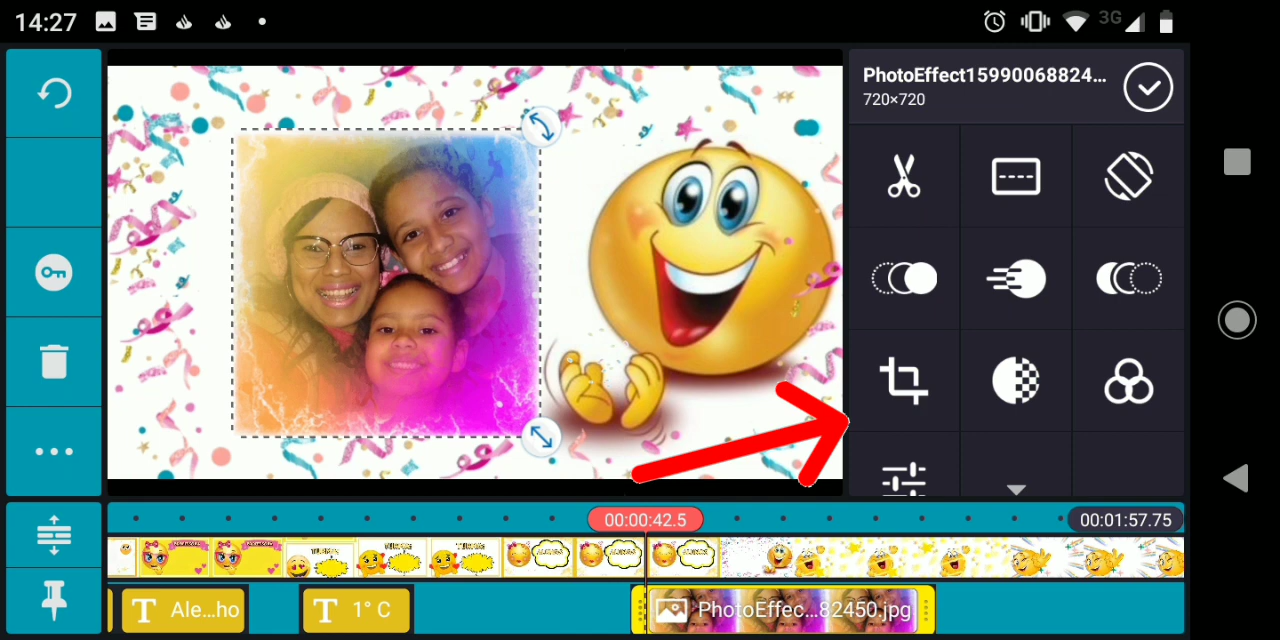 14:27
3G
PhotoEffect15990068824...
720×720
00:00:42.5
00:01:57.75
T Ale...ho
T 1° C
PhotoEffec...82450.jpg